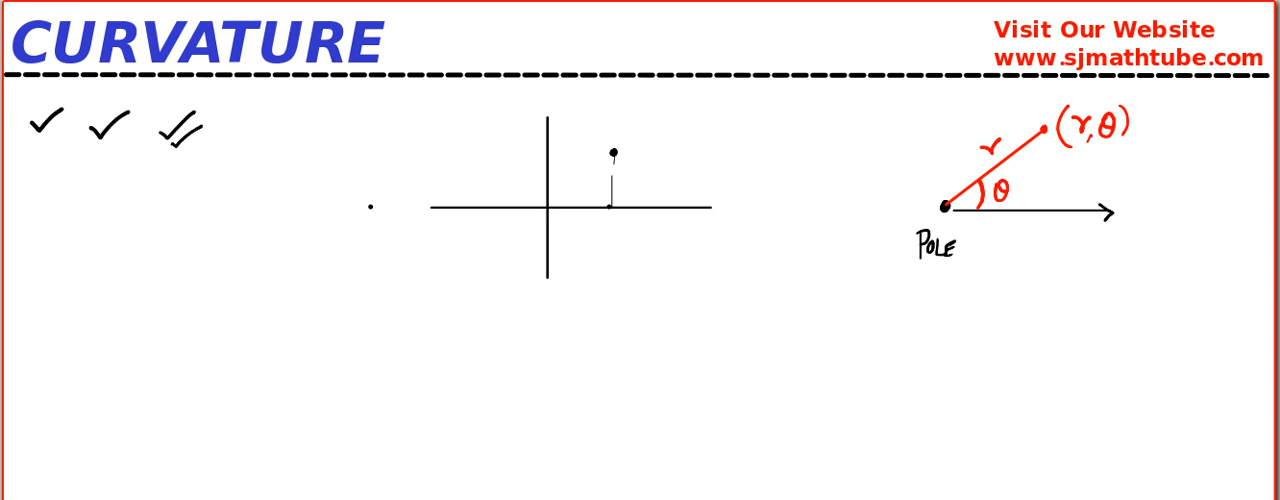 CURVATURE
Visit Our Website
www.sjmathtube.com
(r,θ)
r
θ
POLE